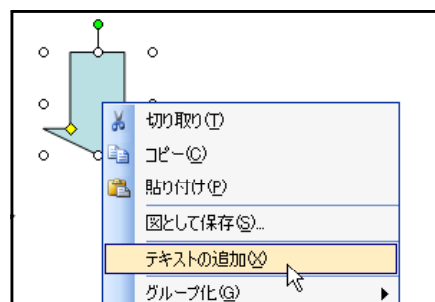 切り取り(T)
コピー(C)
貼り付け(P)
図として保存(S)...
テキストの追加(X)
グループ化(G)